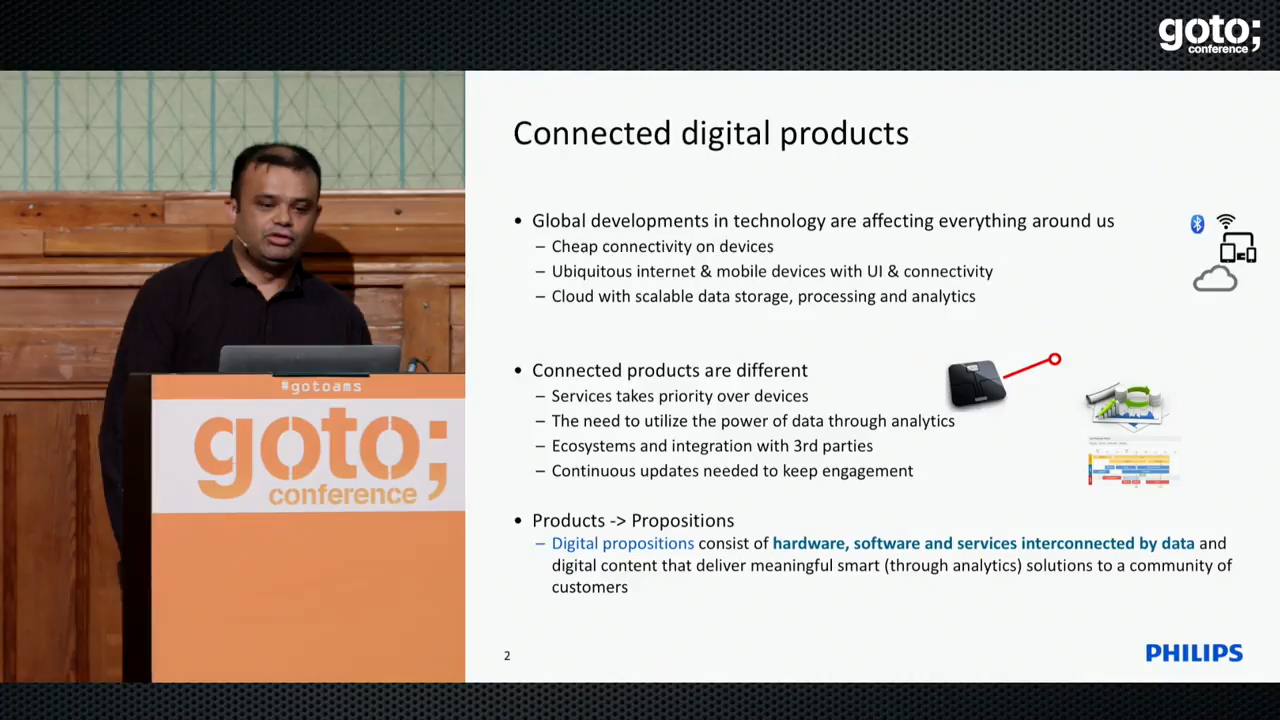 goto;
conference
Connected digital products
• Global developments in technology are affecting everything around us
– Cheap connectivity on devices
– Ubiquitous internet & mobile devices with UI & connectivity
– Cloud with scalable data storage, processing and analytics
• Connected products are different
– Services takes priority over devices
– The need to utilize the power of data through analytics
– Ecosystems and integration with 3rd parties
– Continuous updates needed to keep engagement
• Products -> Propositions
– Digital propositions consist of hardware, software and services interconnected by data and
digital content that deliver meaningful smart (through analytics) solutions to a community of
customers
2
PHILIPS
#gotoams
goto;
conference